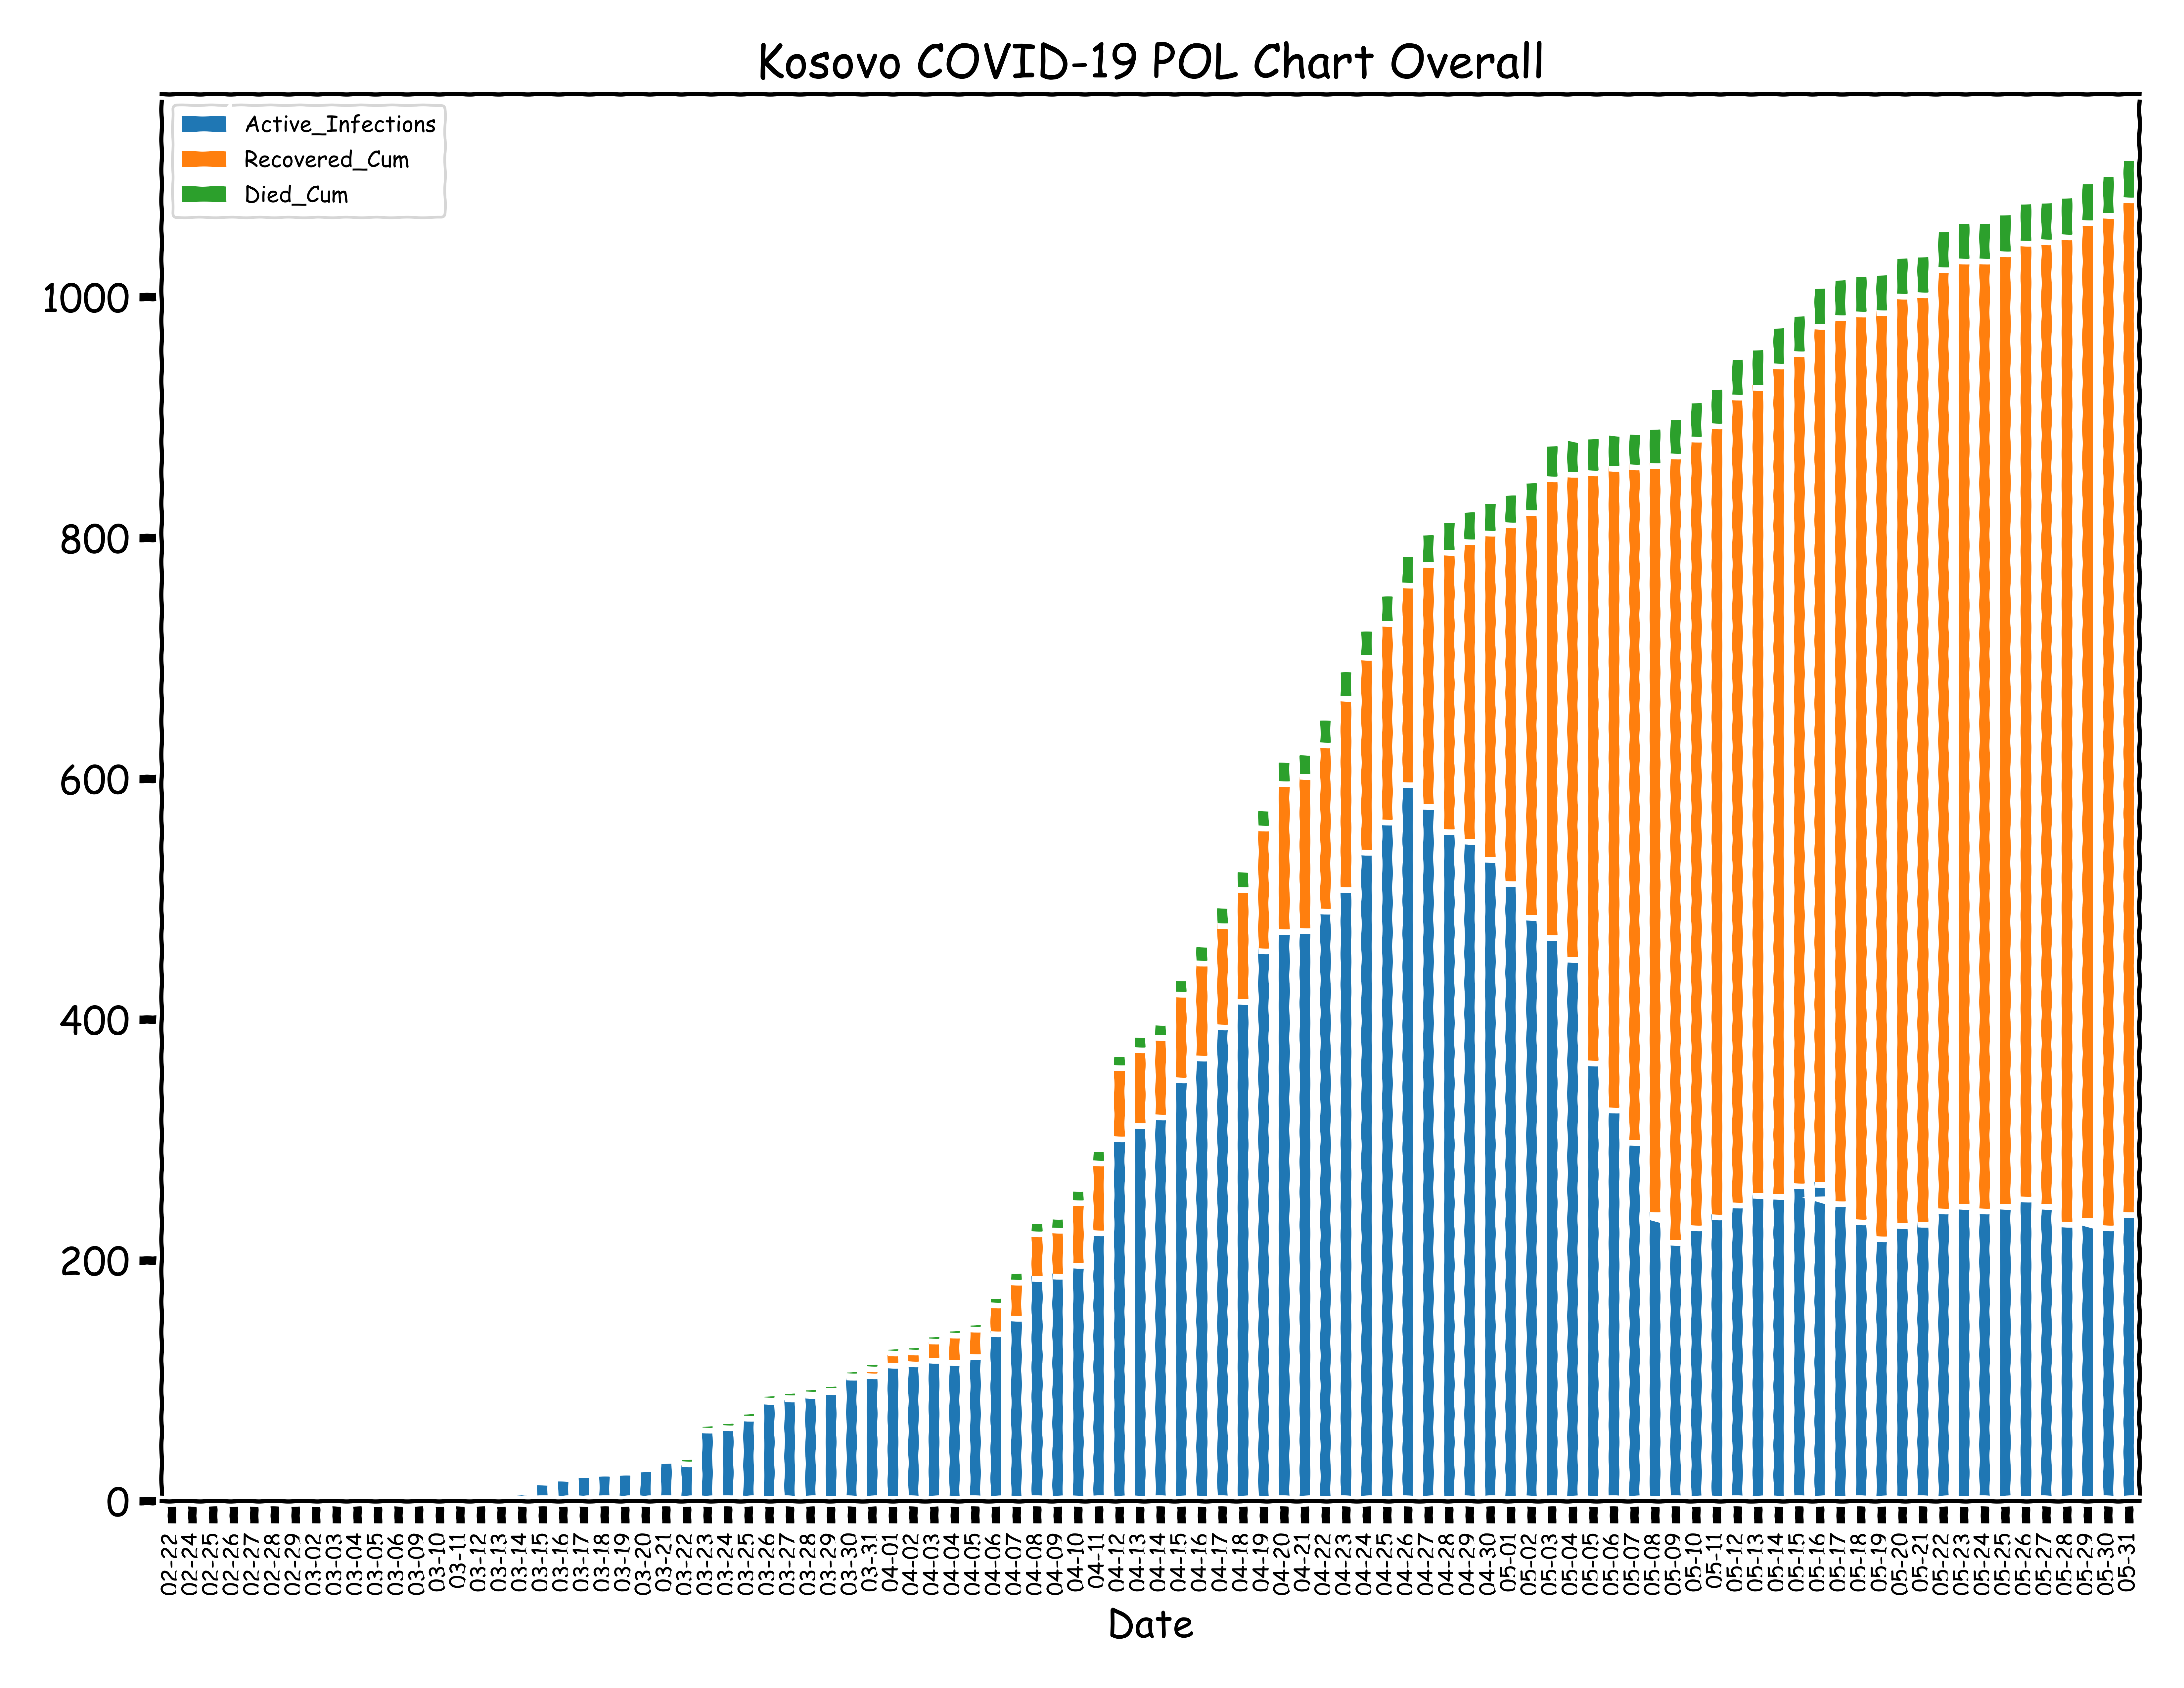 Kosovo COVID-19 POL Chart Overall
Active_Infections
Recovered_Cum
Died_Cum
1000
800
600
400
200
0
02-22 02-24 02-25 02-26 02-27 02-28 02-29 03-02 03-03 03-04 03-05 03-06 03-09 03-10 03-11 03-12 03-13 03-14 03-15 03-16 03-17 03-18 03-19 03-20 03-21 03-22 03-23 03-24 03-25 03-26 03-27 03-28 03-29 03-30 03-31 04-01 04-02 04-03 04-04 04-05 04-06 04-07 04-08 04-09 04-10 04-11 04-12 04-13 04-14 04-15 04-16 04-17 04-18 04-19 04-20 04-21 04-22 04-23 04-24 04-25 04-26 04-27 04-28 04-29 04-30 05-01 05-02 05-03 05-04 05-05 05-06 05-07 05-08 05-09 05-10 05-11 05-12 05-13 05-14 05-15 05-16 05-17 05-18 05-19 05-20 05-21 05-22 05-23 05-24 05-25 05-26 05-27 05-28 05-29 05-30 05-31
Date